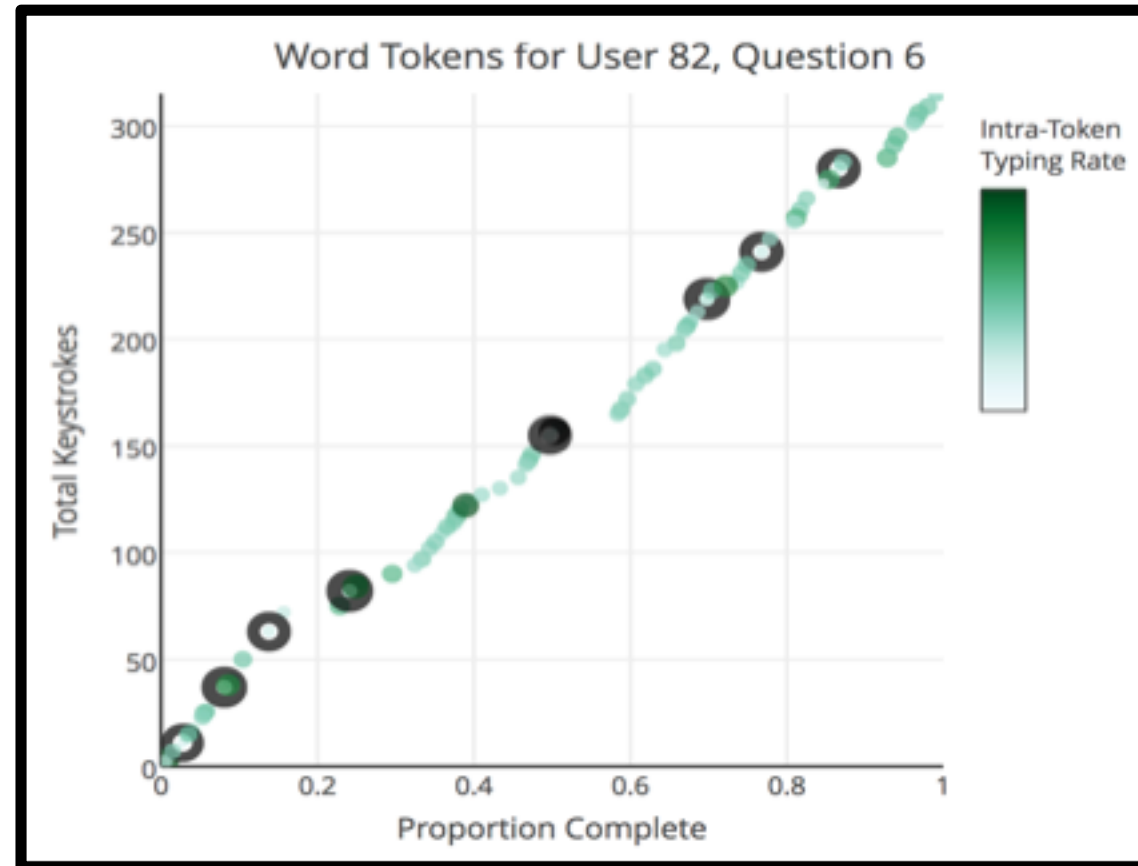 Word Tokens for User 82, Question 6
Intra-Token
Typing Rate
Total Keystrokes
300
250
200
150
100
50
0
0 0.2 0.4 0.6 0.8 1
Proportion Complete